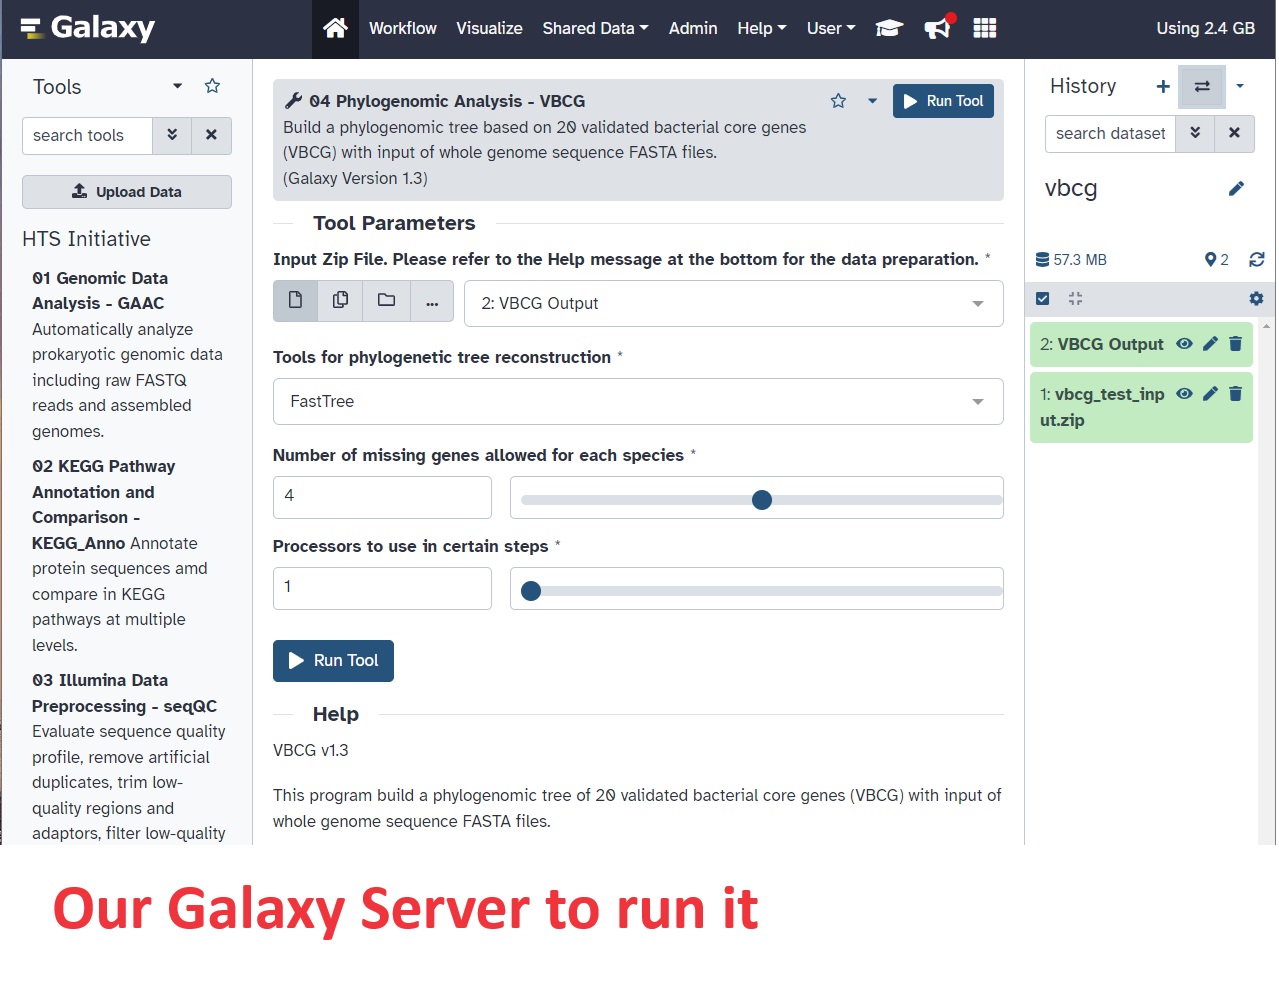 Galaxy
Workflow Visualize Shared Data Admin Help User Using 2.4 GB
Tools
search tools
Upload Data
HTS Initiative
01 Genomic Data
Analysis - GAAC
Automatically analyze
prokaryotic genomic data
including raw FASTQ
reads and assembled
genomes.
02 KEGG Pathway
Annotation and
Comparison -
KEGG_Anno Annotate
protein sequences amd
compare in KEGG
pathways at multiple
levels.
03 Illumina Data
Preprocessing - seqQC
Evaluate sequence quality
profile, remove artificial
duplicates, trim low-
quality regions and
adaptors, filter low-quality
04 Phylogenomic Analysis - VBCG
Run Tool
Build a phylogenomic tree based on 20 validated bacterial core genes
(VBCG) with input of whole genome sequence FASTA files.
(Galaxy Version 1.3)
Tool Parameters
Input Zip File. Please refer to the Help message at the bottom for the data preparation. *
... 2: VBCG Output
Tools for phylogenetic tree reconstruction *
FastTree
Number of missing genes allowed for each species *
4
Processors to use in certain steps *
1
Run Tool
Help
VBCG v1.3
This program build a phylogenomic tree of 20 validated bacterial core genes (VBCG) with input of
whole genome sequence FASTA files.
History
search dataset
vbcg
57.3 MB 2
2: VBCG Output
1: vbcg_test_inp
ut.zip
Our Galaxy Server to run it